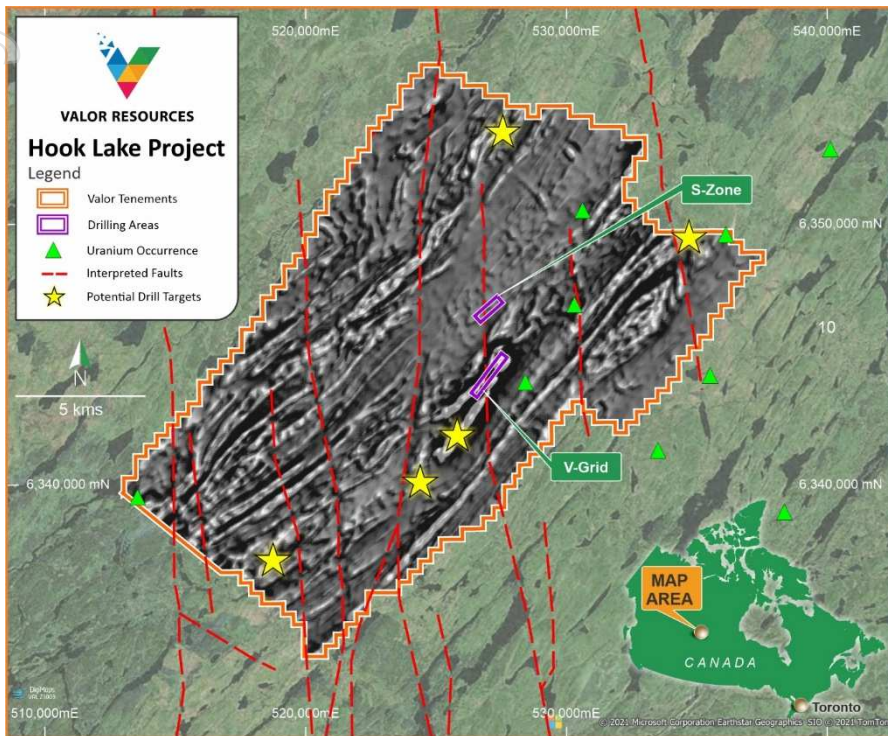 520,000mE
530,000mE
540,000mE
VALOR RESOURCES
Hook Lake Project
Legend
Valor Tenements
Drilling Areas
Uranium Occurrence
Interpreted Faults
Potential Drill Targets
S-Zone
6,350,000 mN
10
N
5 kms
V-Grid
6,340,000 mN
6,340,000 mN
MAP
AREA
CANADA
DigiMaps
Toronto
510,000mE
520,000mE
530,000mE
© 2021 Microsoft Corporation Earthstar Geographics SIO © 2021 TomTom